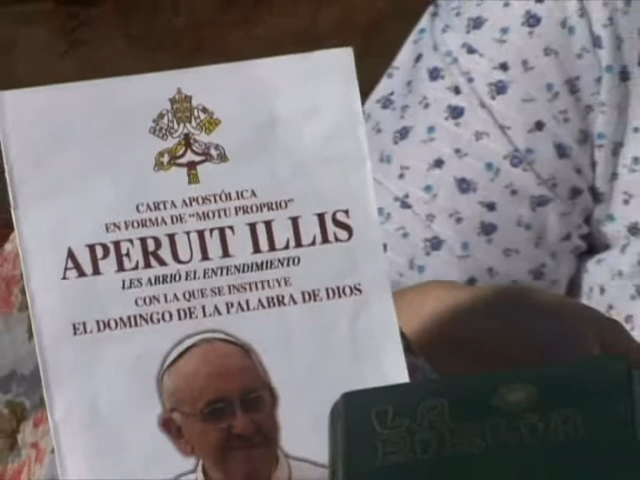 CARTA APOSTÓLICA
EN FORMA DE “MOTU PROPRIO”
APERUIT ILLIS
LES ABRIÓ EL ENTENDIMIENTO
CON LA QUE SE INSTITUYE
EL DOMINGO DE LA PALABRA DE DIOS
LA